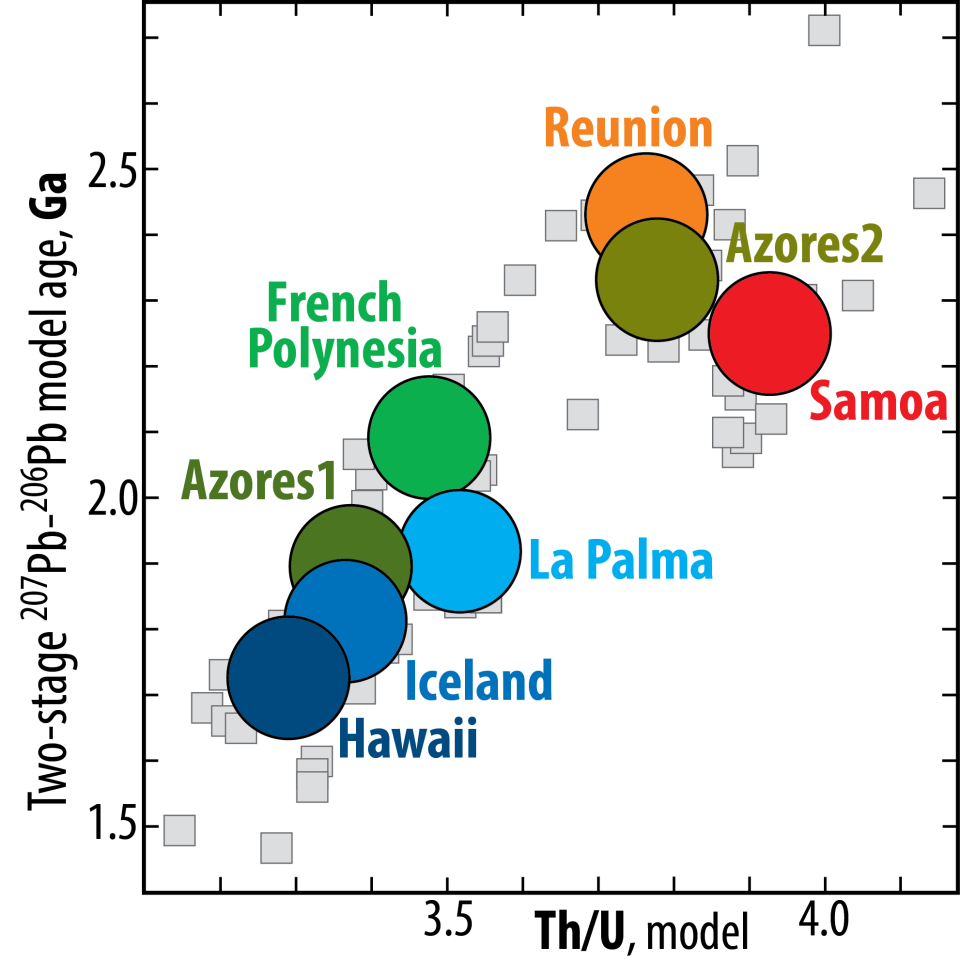 Reunion
2.5
Azores2
French
Polynesia
Samoa
Azores1
2.0
La Palma
Iceland
Hawaii
1.5
3.5
4.0
Th/U, model
Two-stage ²⁰⁷Pb-²⁰⁶Pb model age, Ga